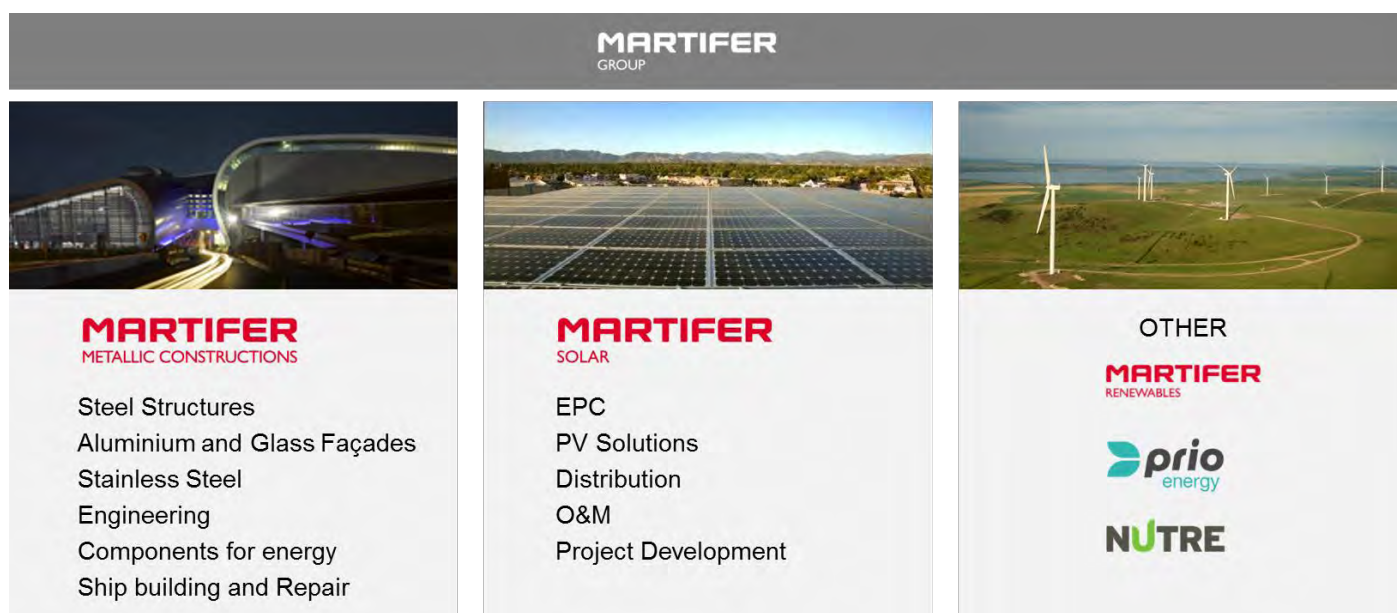 MARTIFER
GROUP
MARTIFER
METALLIC CONSTRUCTIONS
Steel Structures
Aluminium and Glass Façades
Stainless Steel
Engineering
Components for energy
Ship building and Repair
MARTIFER
SOLAR
EPC
PV Solutions
Distribution
O&M
Project Development
OTHER
MARTIFER
RENEWABLES
prio
energy
NUTRE